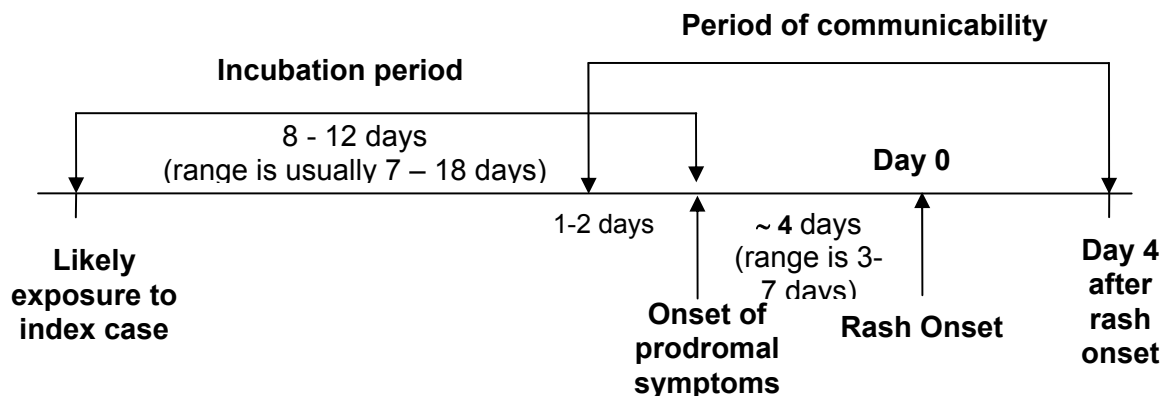 Period of communicability
Incubation period
8 - 12 days
(range is usually 7 – 18 days)
Day 0
1-2 days
~ 4 days
(range is 3-
7 days)
Likely
exposure to
index case
Onset of
prodromal
symptoms
Rash Onset
Day 4
after
rash
onset